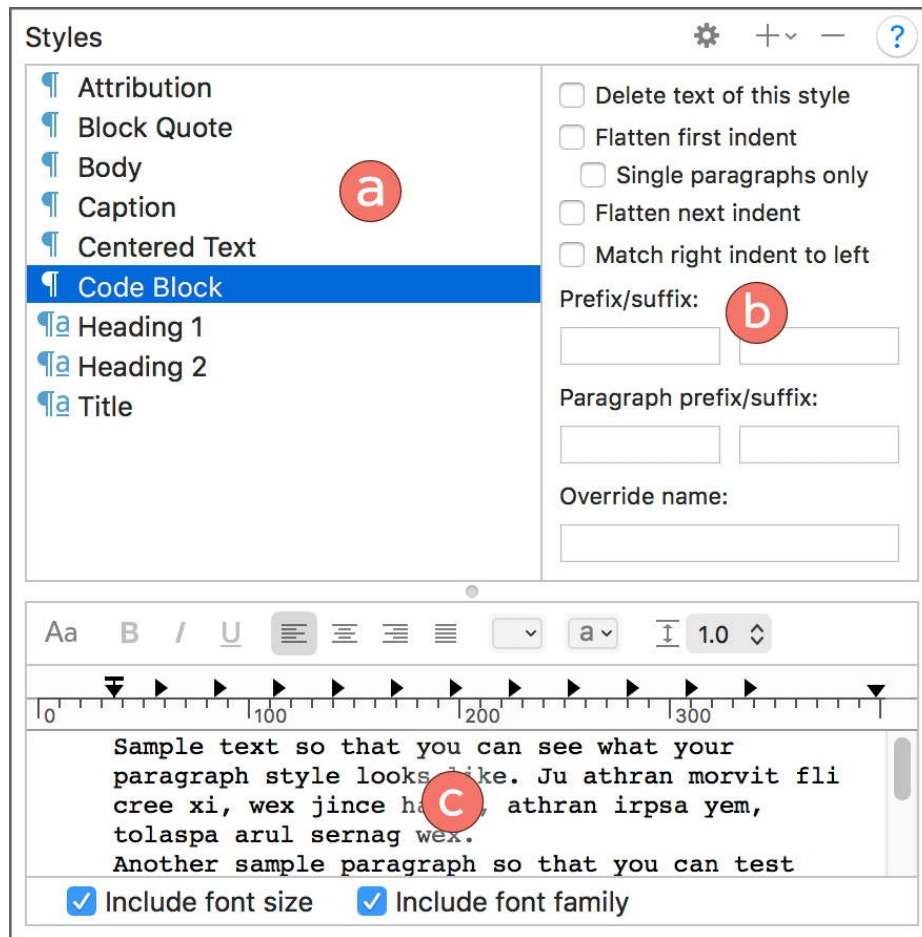 Styles
?
¶ Attribution
¶ Block Quote
¶ Body
¶ Caption
¶ Centered Text
¶ Code Block
¶a Heading 1
¶a Heading 2
¶a Title
a
Delete text of this style
Flatten first indent
Single paragraphs only
Flatten next indent
Match right indent to left
Prefix/suffix:
b
Paragraph prefix/suffix:
Override name:
Aa B I U a 1.0
0 100 200 300
Sample text so that you can see what your
paragraph style looks like. Ju athran morvit fli
cree xi, wex jince athran irpsa yem,
tolaspa arul sernag wex.
Another sample paragraph so that you can test
c
Include font size Include font family